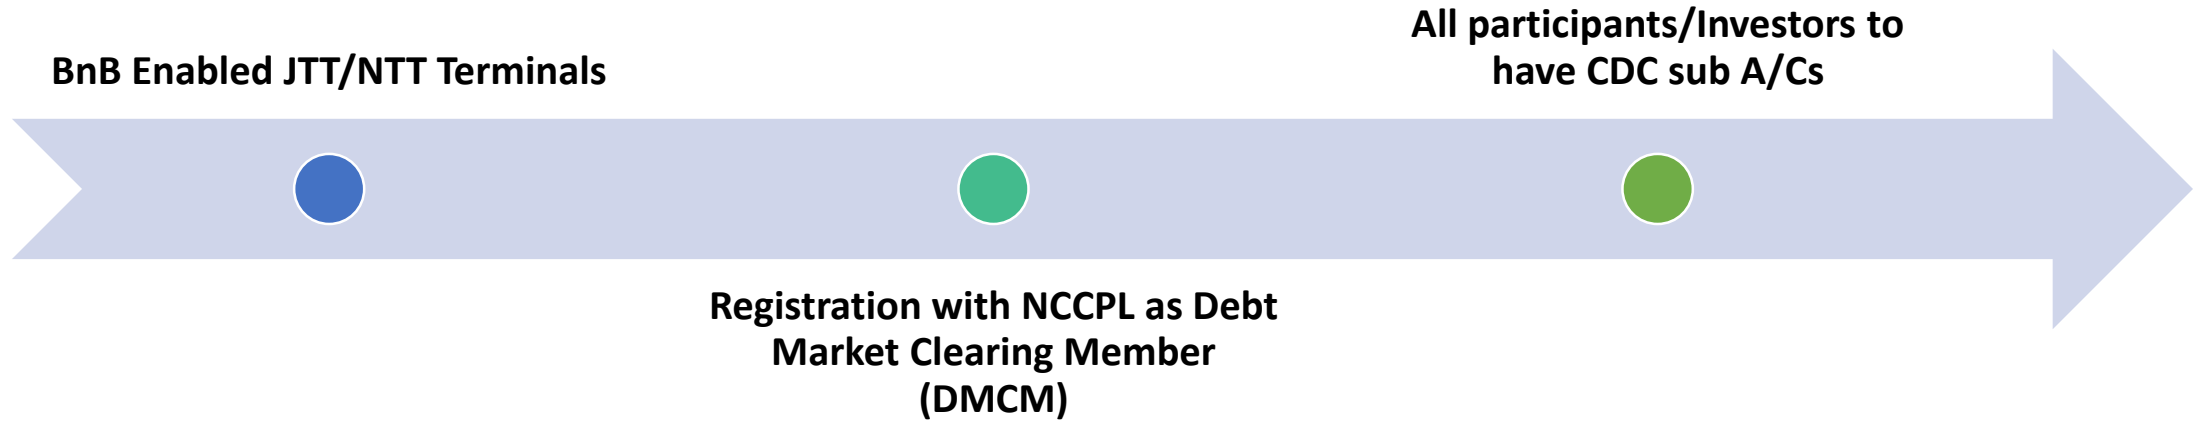 BnB Enabled JTT/NTT Terminals
Registration with NCCPL as Debt
Market Clearing Member
(DMCM)
All participants/Investors to
have CDC sub A/Cs